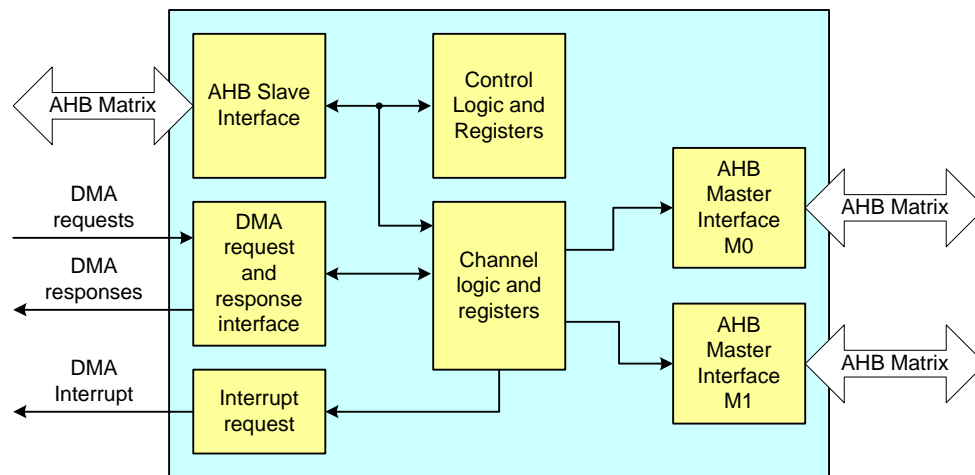 AHB Matrix
AHB Slave
Interface
Control
Logic and
Registers
DMA
requests
DMA
responses
DMA
request
and
response
interface
Channel
logic and
registers
AHB
Master
Interface
M0
AHB Matrix
AHB
Master
Interface
M1
AHB Matrix
DMA
Interrupt
Interrupt
request